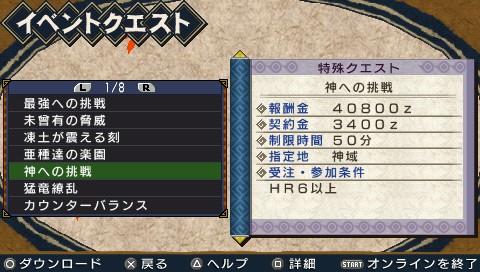 イベントクエスト
L 1/8 R
最強への挑戦
未曾有の脅威
凍土が震える刻
亜種達の楽園
神への挑戦
猛竜繚乱
カウンターバランス
特殊クエスト
神への挑戦
報酬金 40800z
契約金 3400z
制限時間 50分
指定地 神域
受注・参加条件
HR6以上
ダウンロード 戻る ヘルプ 詳細 START オンラインを終了